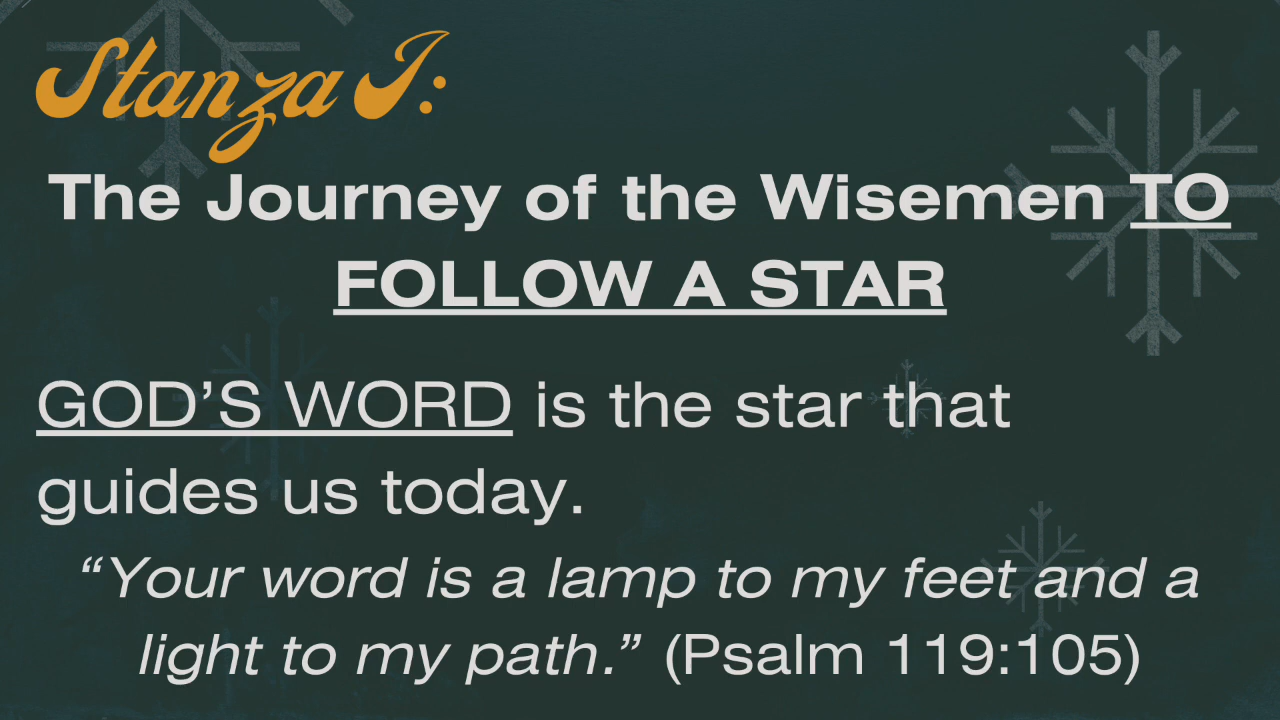 Stanza I:
The Journey of the Wisemen TO
FOLLOW A STAR
GOD’S WORD is the star that
guides us today.
“Your word is a lamp to my feet and a
light to my path.” (Psalm 119:105)